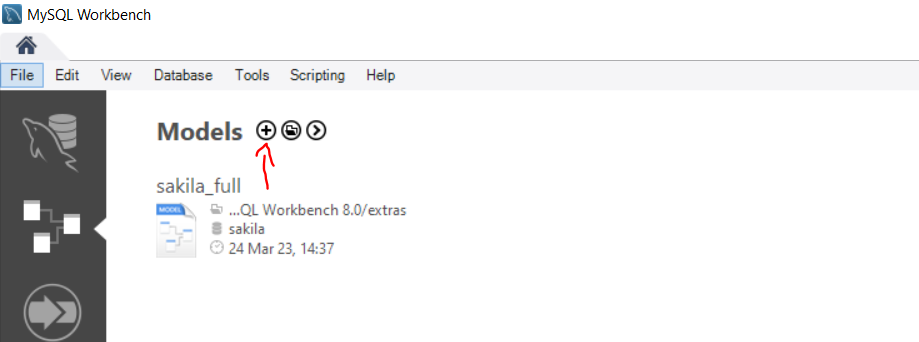 MySQL Workbench
File Edit View Database Tools Scripting Help
Models
sakila_full
MODEL
...QL Workbench 8.0/extras
sakila
24 Mar 23, 14:37